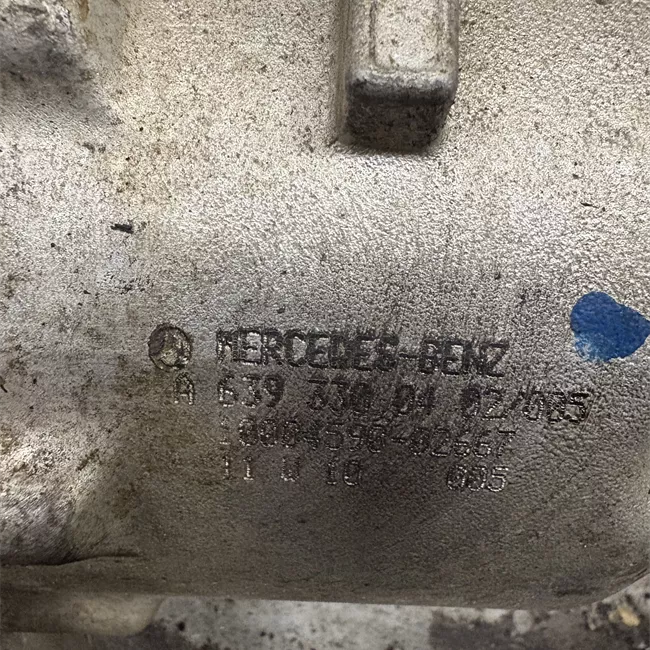 MERCEDES-BENZ
A 639 330 04 02/005
10004590-02667
11 W 10 005